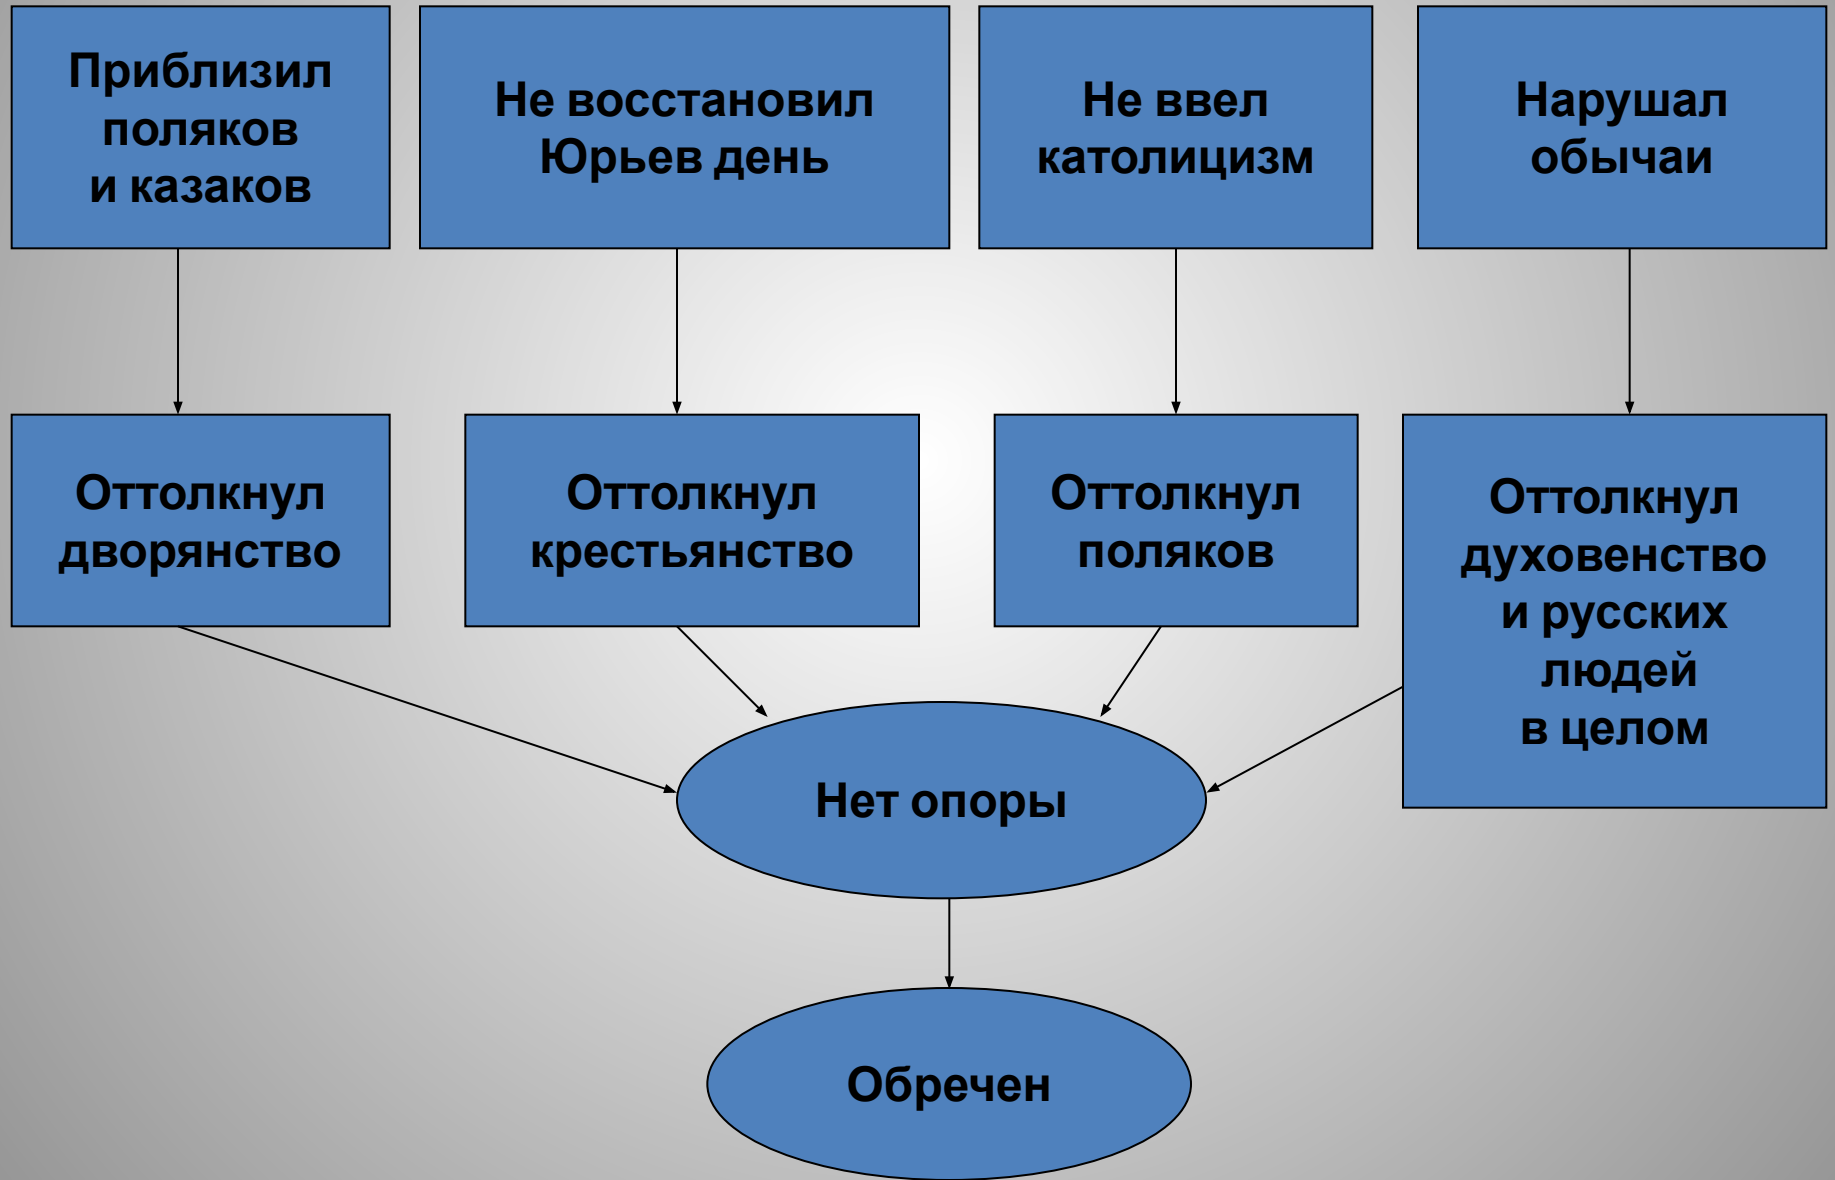 Приблизил
поляков
и казаков
Не восстановил
Юрьев день
Не ввел
католицизм
Нарушал
обычаи
Оттолкнул
дворянство
Оттолкнул
крестьянство
Оттолкнул
поляков
Оттолкнул
духовенство
и русских
людей
в целом
Нет опоры
Обречен